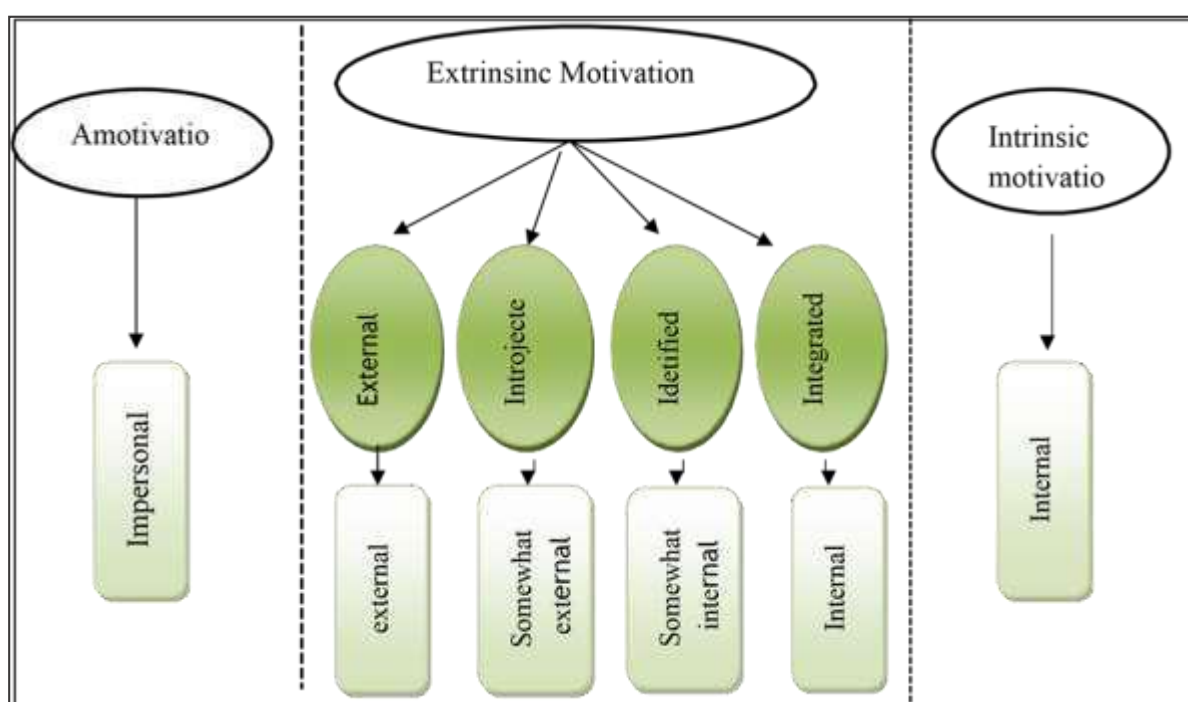 Extrinsinc Motivation
Amotivatio
Intrinsic
motivatio
External
Introjecte
Idetified
Integrated
Impersonal
external
Somewhat
external
Somewhat
internal
Internal
Internal